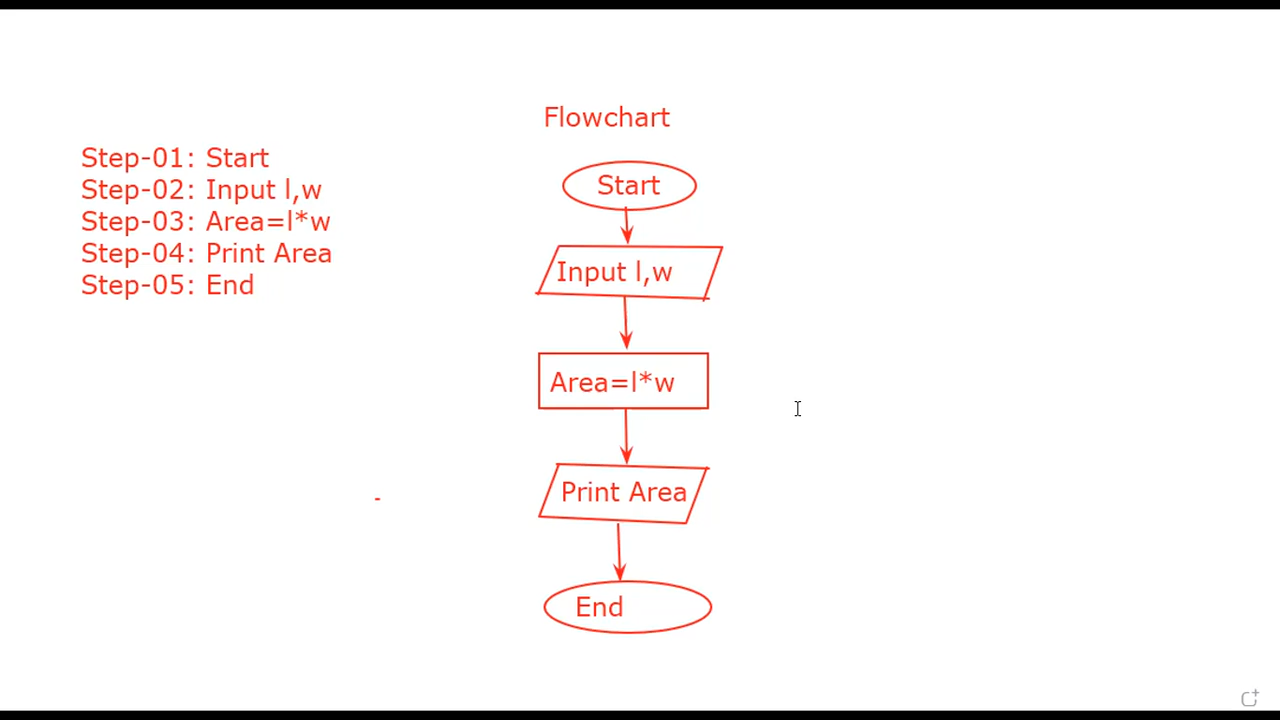 Flowchart
Step-01: Start
Step-02: Input l,w
Step-03: Area=l*w
Step-04: Print Area
Step-05: End
Start
Input l,w
Area=l*w
Print Area
End